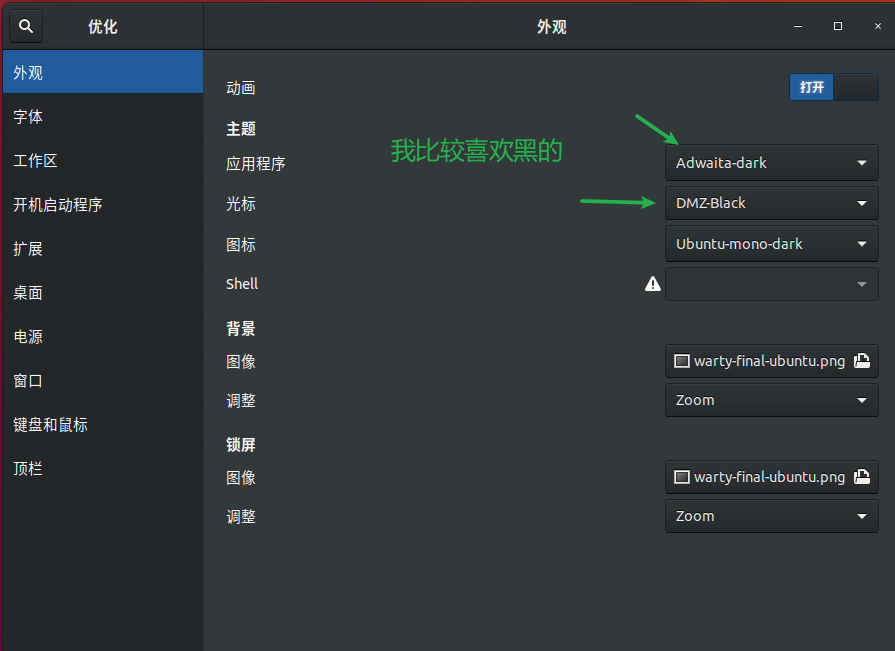 优化
外观
外观
字体
工作区
开机启动程序
扩展
桌面
电源
窗口
键盘和鼠标
顶栏
动画
打开
主题
我比较喜欢黑的
应用程序
Adwaita-dark
光标
DMZ-Black
图标
Ubuntu-mono-dark
Shell
背景
图像
warty-final-ubuntu.png
调整
Zoom
锁屏
图像
warty-final-ubuntu.png
调整
Zoom